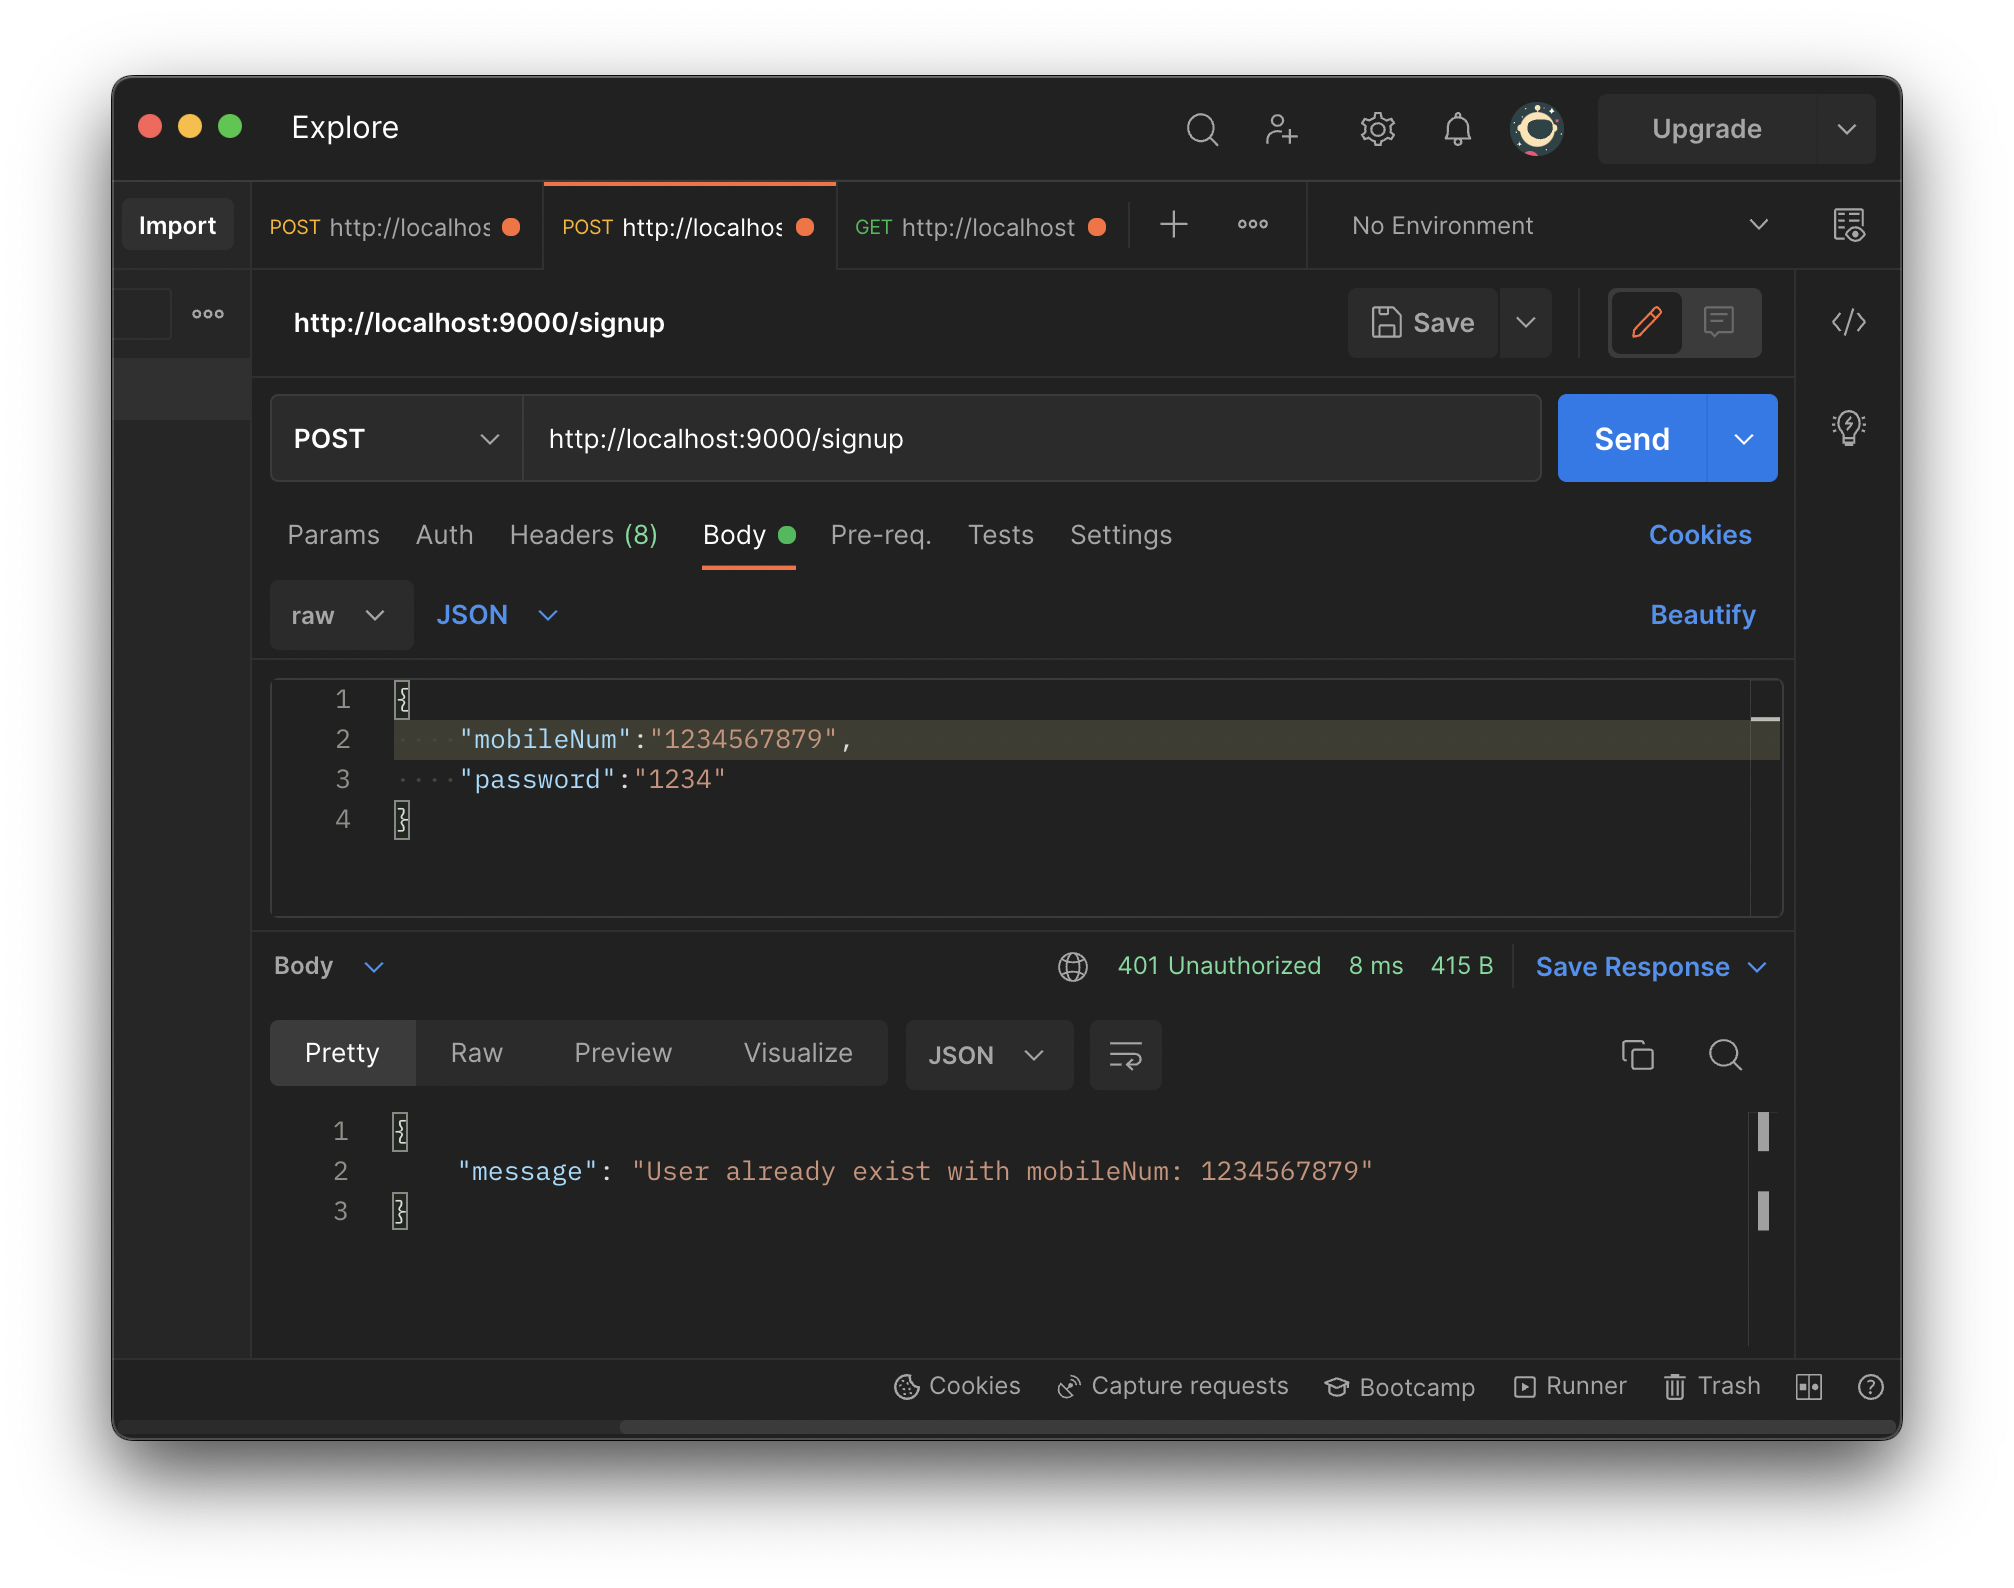 Explore
Upgrade
Import
POST http://localhos
POST http://localhos
GET http://localhost
No Environment
http://localhost:9000/signup
Save
POST
http://localhost:9000/signup
Send
Params Auth Headers (8) Body Pre-req. Tests Settings Cookies
raw JSON Beautify
1 {
2 "mobileNum":"1234567879",
3 "password":"1234"
4 }
Body 401 Unauthorized 8 ms 415 B Save Response
Pretty Raw Preview Visualize JSON
1 {
2 "message": "User already exist with mobileNum: 1234567879"
3 }
Cookies Capture requests Bootcamp Runner Trash